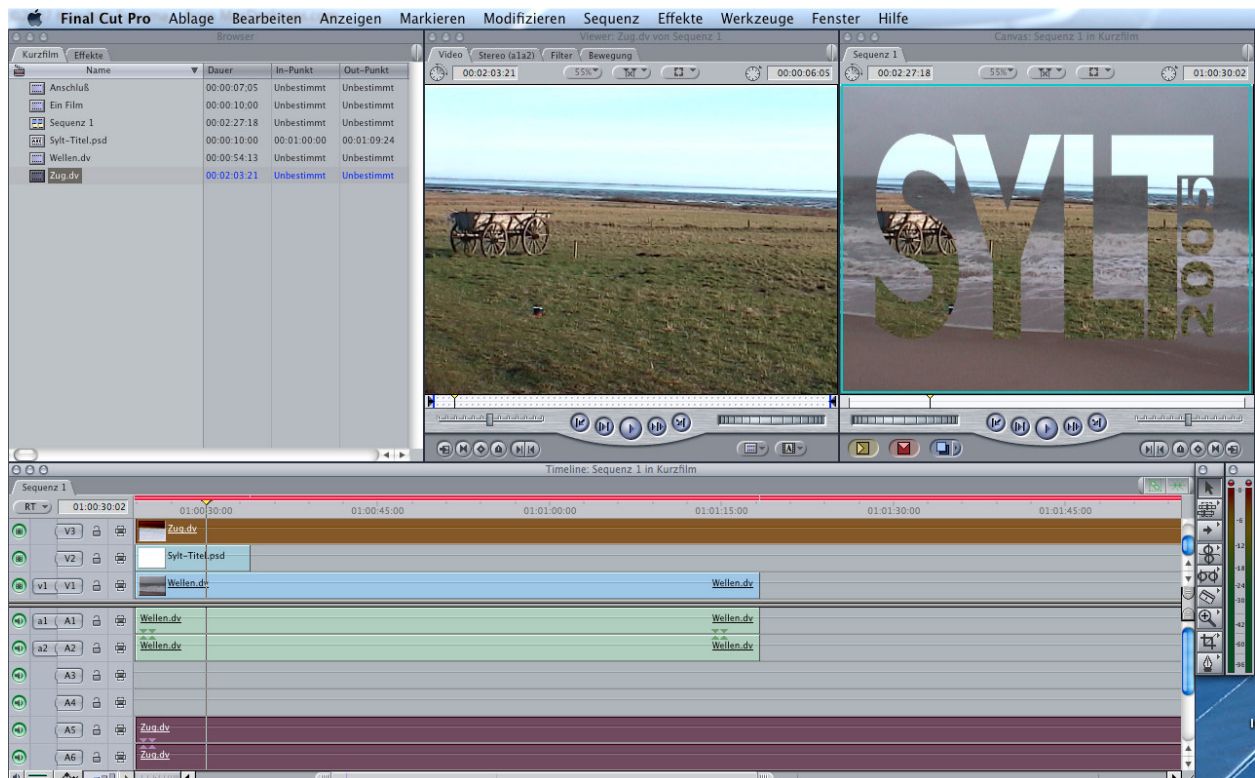 Final Cut Pro Ablage Bearbeiten Anzeigen Markieren Modifizieren Sequenz Effekte Werkzeuge Fenster Hilfe
Browser
Kurzfilm Effekte
Name Dauer In-Punkt Out-Punkt
Anschluß 00:00:07;05 Unbestimmt Unbestimmt
Ein Film 00:00:10;00 Unbestimmt Unbestimmt
Sequenz 1 00:02:27:18 Unbestimmt Unbestimmt
Sylt-Titel.psd 00:00:10:00 00:01:00:00 00:01:09:24
Wellen.dv 00:00:54:13 Unbestimmt Unbestimmt
Zug.dv 00:02:03:21 Unbestimmt Unbestimmt
Viewer: Zug.dv von Sequenz 1
Video Stereo (a1a2) Filter Bewegung
00:02:03:21 55% 00:00:06:05
Canvas: Sequenz 1 in Kurzfilm
Sequenz 1
00:02:27:18 55% 01:00:30:02
SYLT 2005
A
Timeline: Sequenz 1 in Kurzfilm
Sequenz 1
RT 01:00:30:02 01:00:30:00 01:00:45:00 01:01:00:00 01:01:15:00 01:01:30:00 01:01:45:00
V3 Zug.dv
V2 Sylt-Titel.psd
v1 V1 Wellen.dv Wellen.dv
a1 A1 Wellen.dv Wellen.dv
a2 A2 Wellen.dv Wellen.dv
A3
A4
A5 Zug.dv
A6 Zug.dv
0
-6
-12
-18
-24
-30
-42
-60
-96